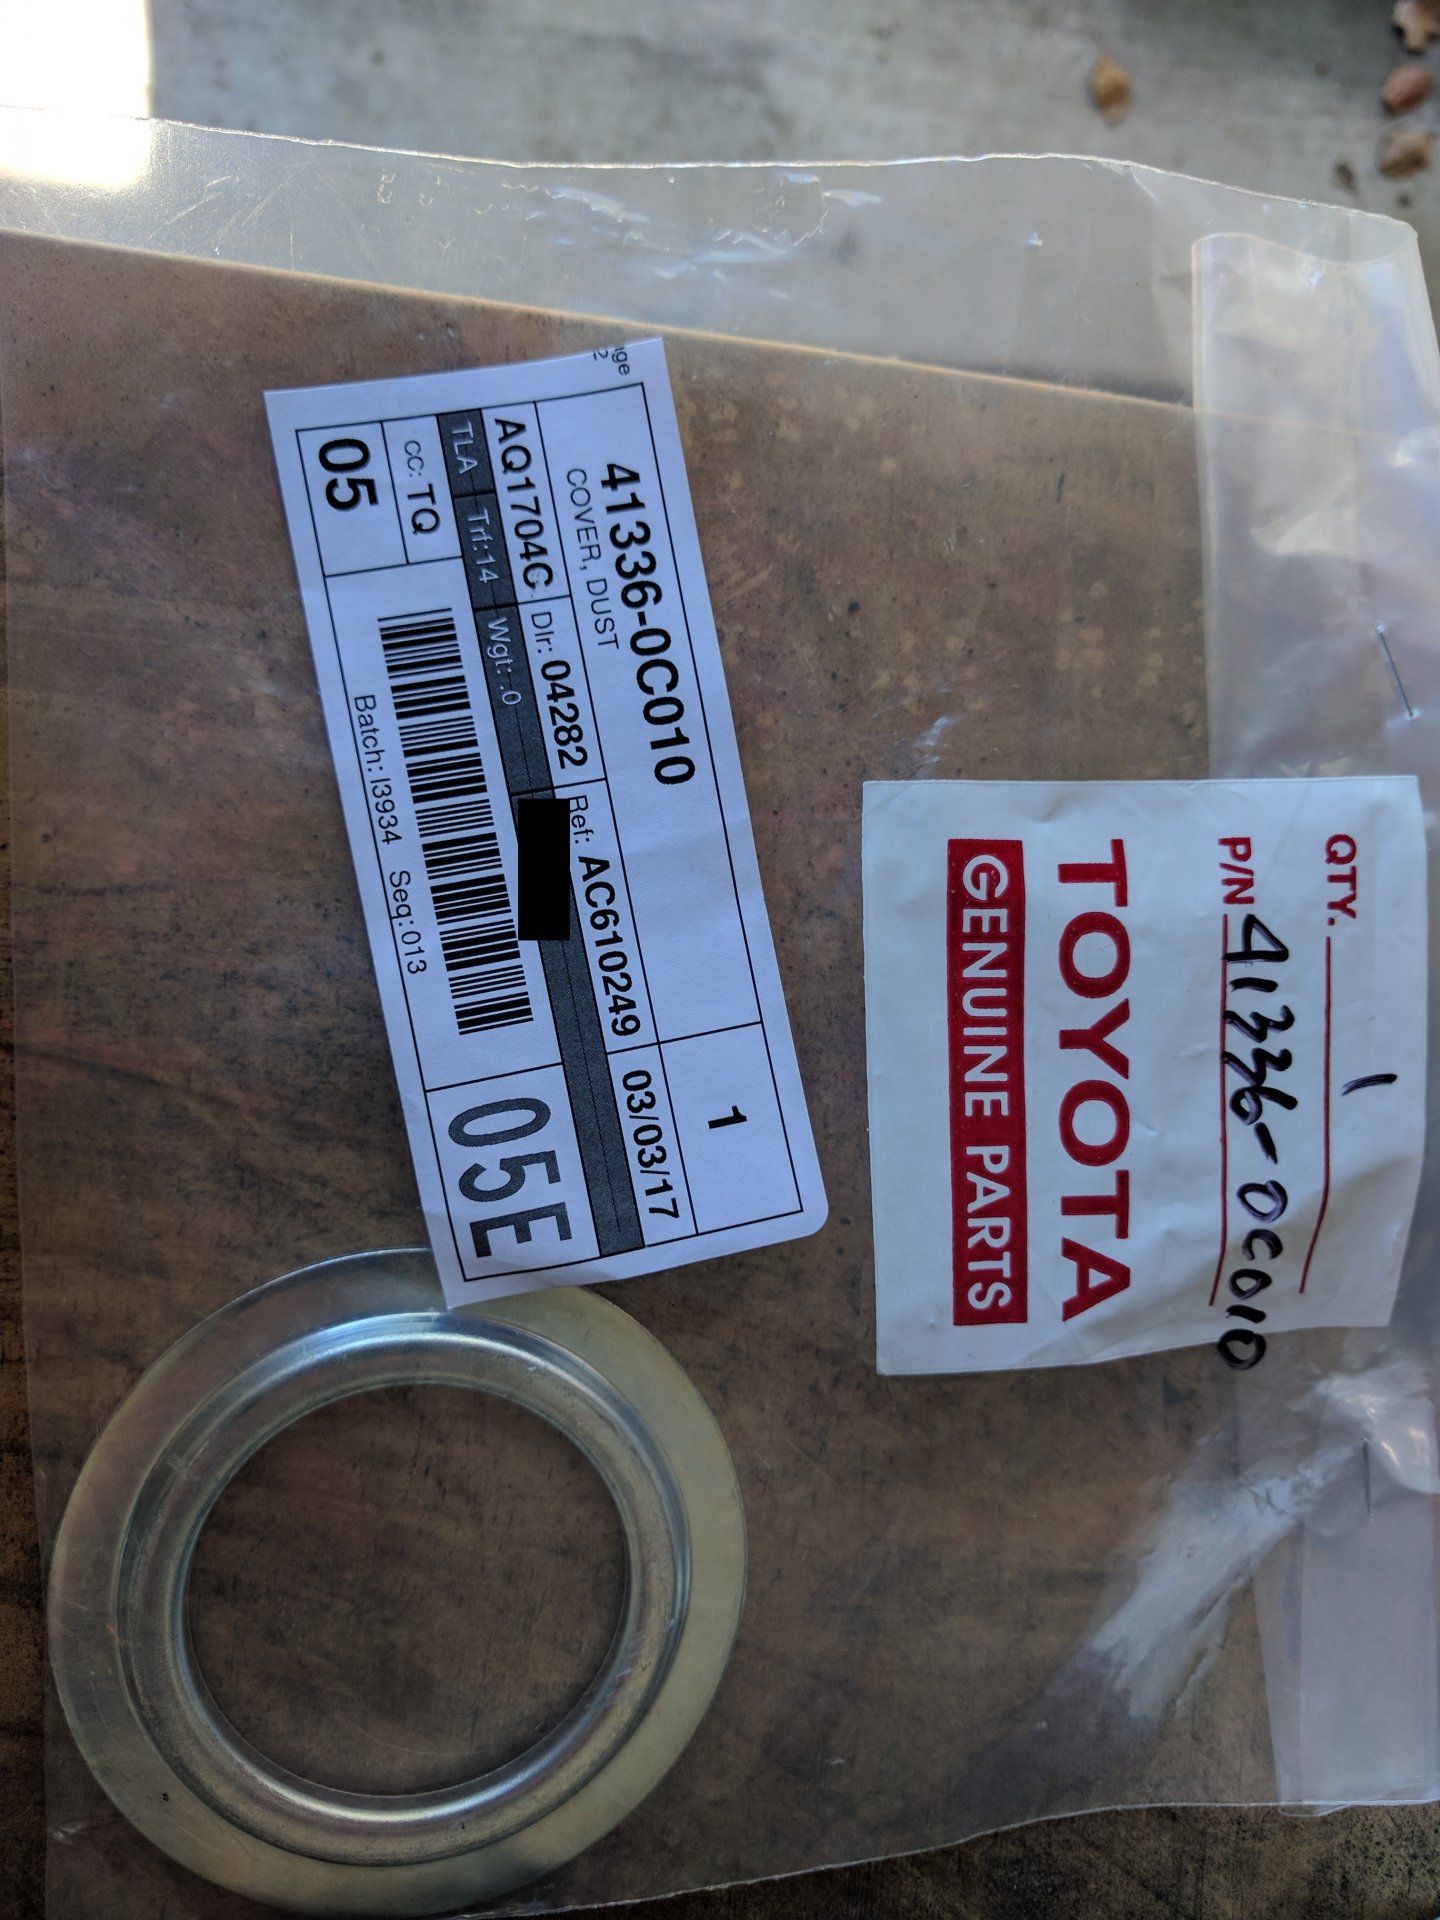 41336-0C010
COVER, DUST
1
AQ1704C Dlr: 04282 Ref: AC610249 03/03/17
TLA Trf:14 Wgt: .0
CC: TQ
05
05E
Batch: I3934 Seq: 013
QTY. 1
P/N 41336-0C010
TOYOTA
GENUINE PARTS